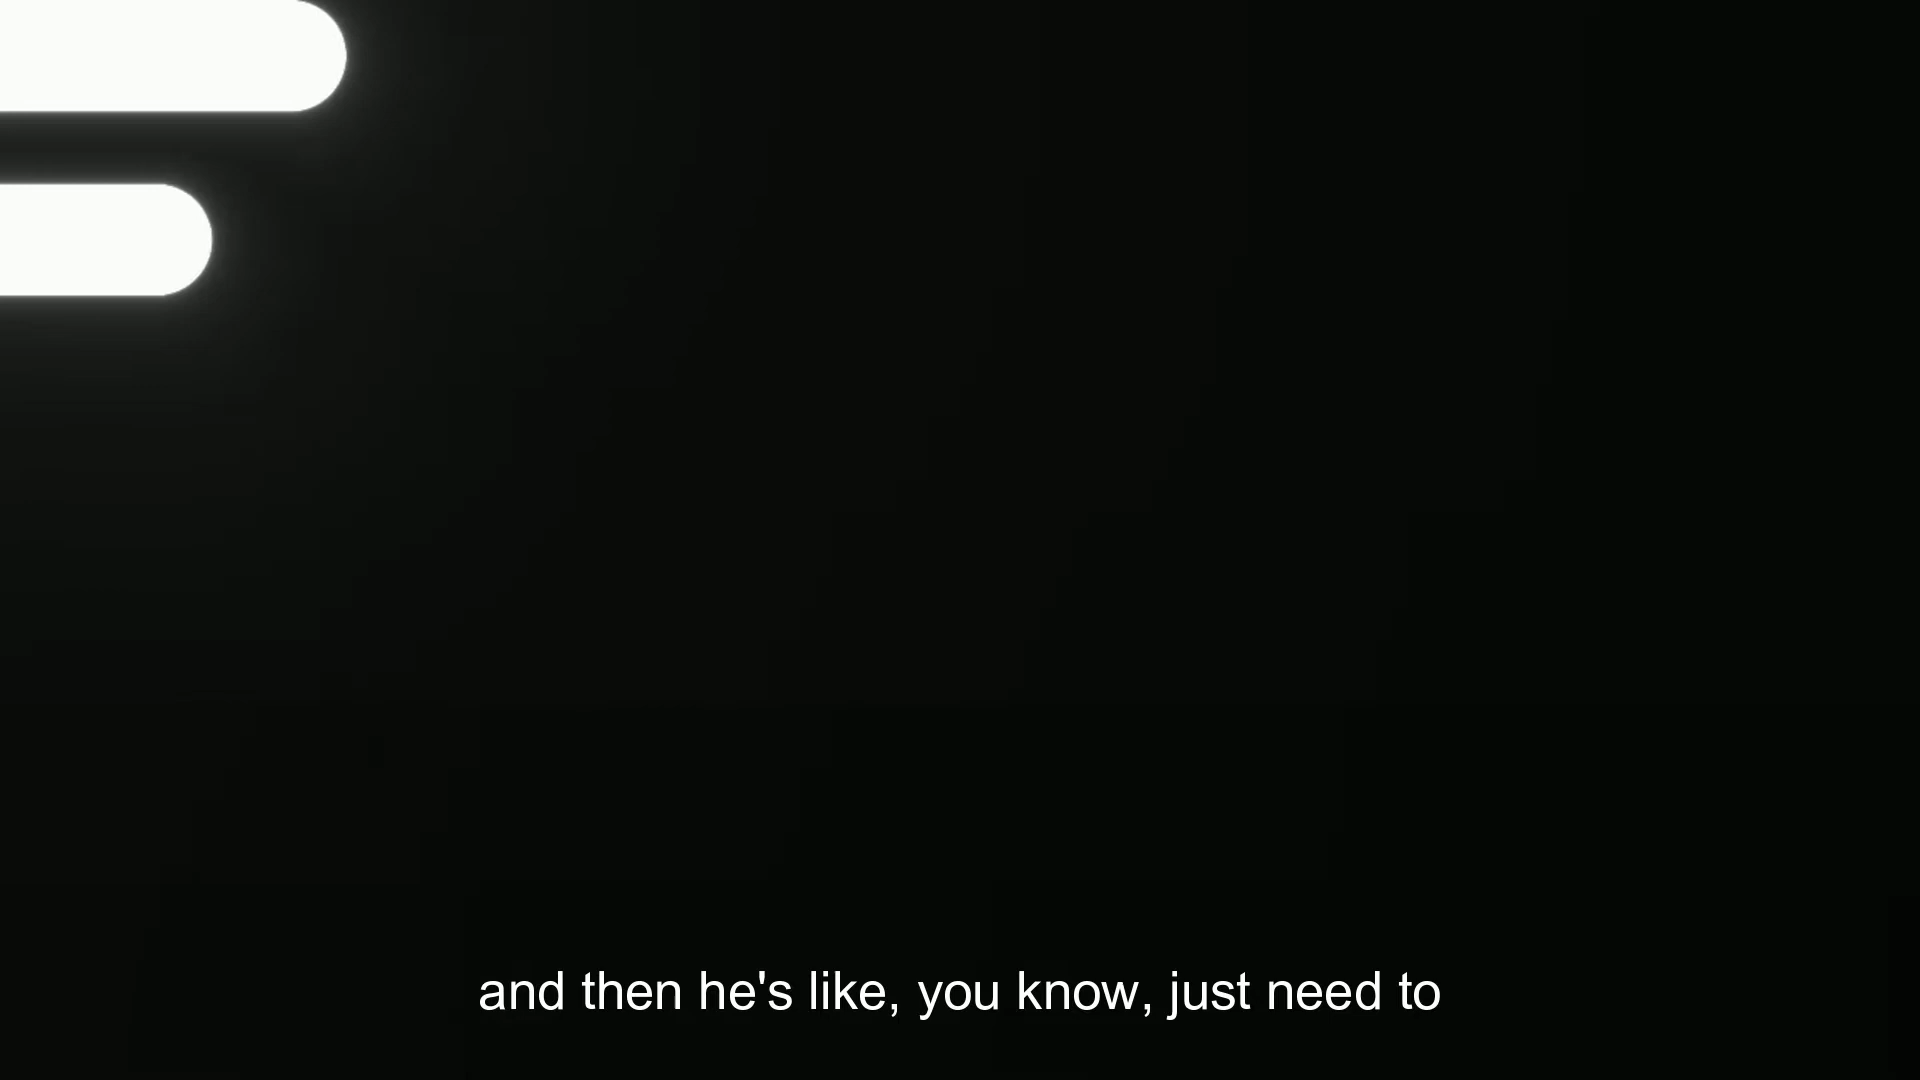 and then he's like, you know, just need to